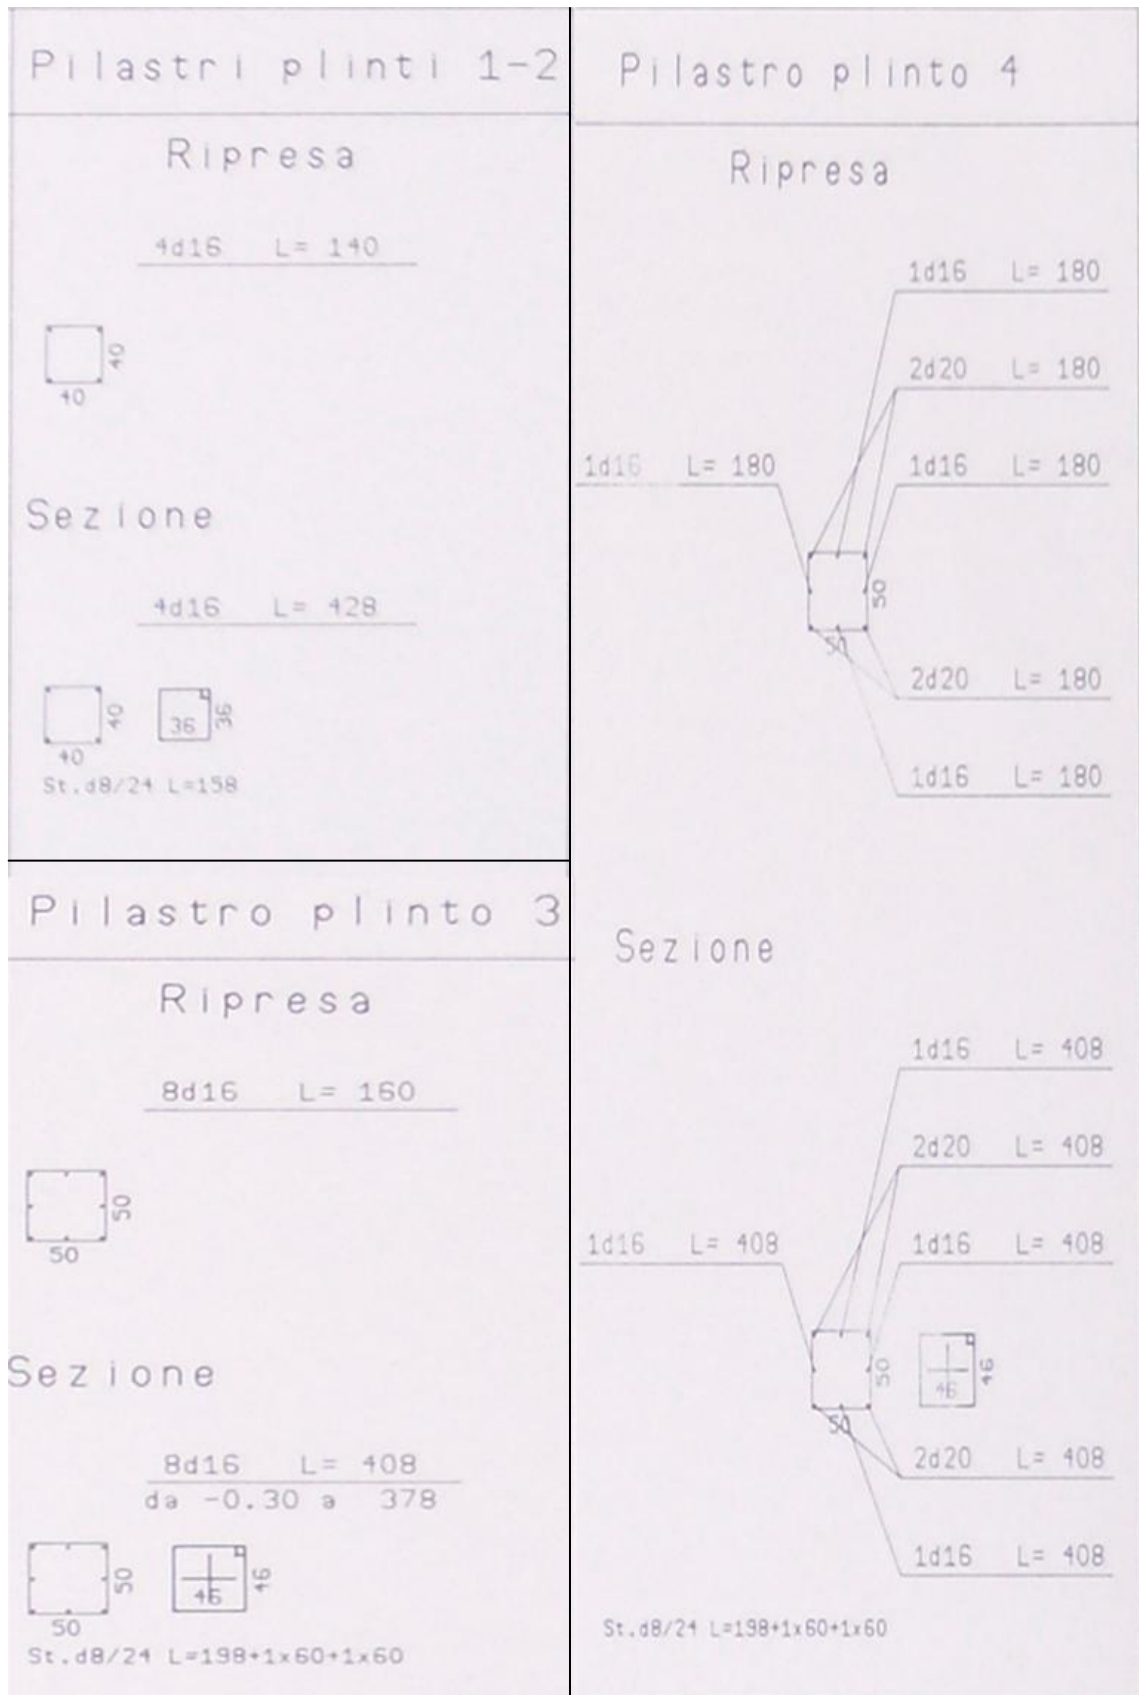 Pilastri plinti 1-2
Ripresa
4d16 L= 140
40
40
Sezione
4d16 L= 428
40
40
36
36
St.d8/24 L=158
Pilastro plinto 3
Ripresa
8d16 L= 160
50
50
Sezione
8d16 L= 408
da -0.30 a 378
50
50
46
46
St.d8/24 L=198+1x60+1x60
Pilastro plinto 4
Ripresa
1d16 L= 180
2d20 L= 180
1d16 L= 180
1d16 L= 180
50
50
2d20 L= 180
1d16 L= 180
Sezione
1d16 L= 408
2d20 L= 408
1d16 L= 408
1d16 L= 408
50
50
46
46
2d20 L= 408
1d16 L= 408
St.d8/24 L=198+1x60+1x60